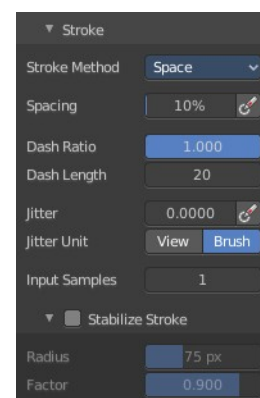 Stroke
Stroke Method Space
Spacing 10%
Dash Ratio 1.000
Dash Length 20
Jitter 0.0000
Jitter Unit View Brush
Input Samples 1
Stabilize Stroke
Radius 75 px
Factor 0.900